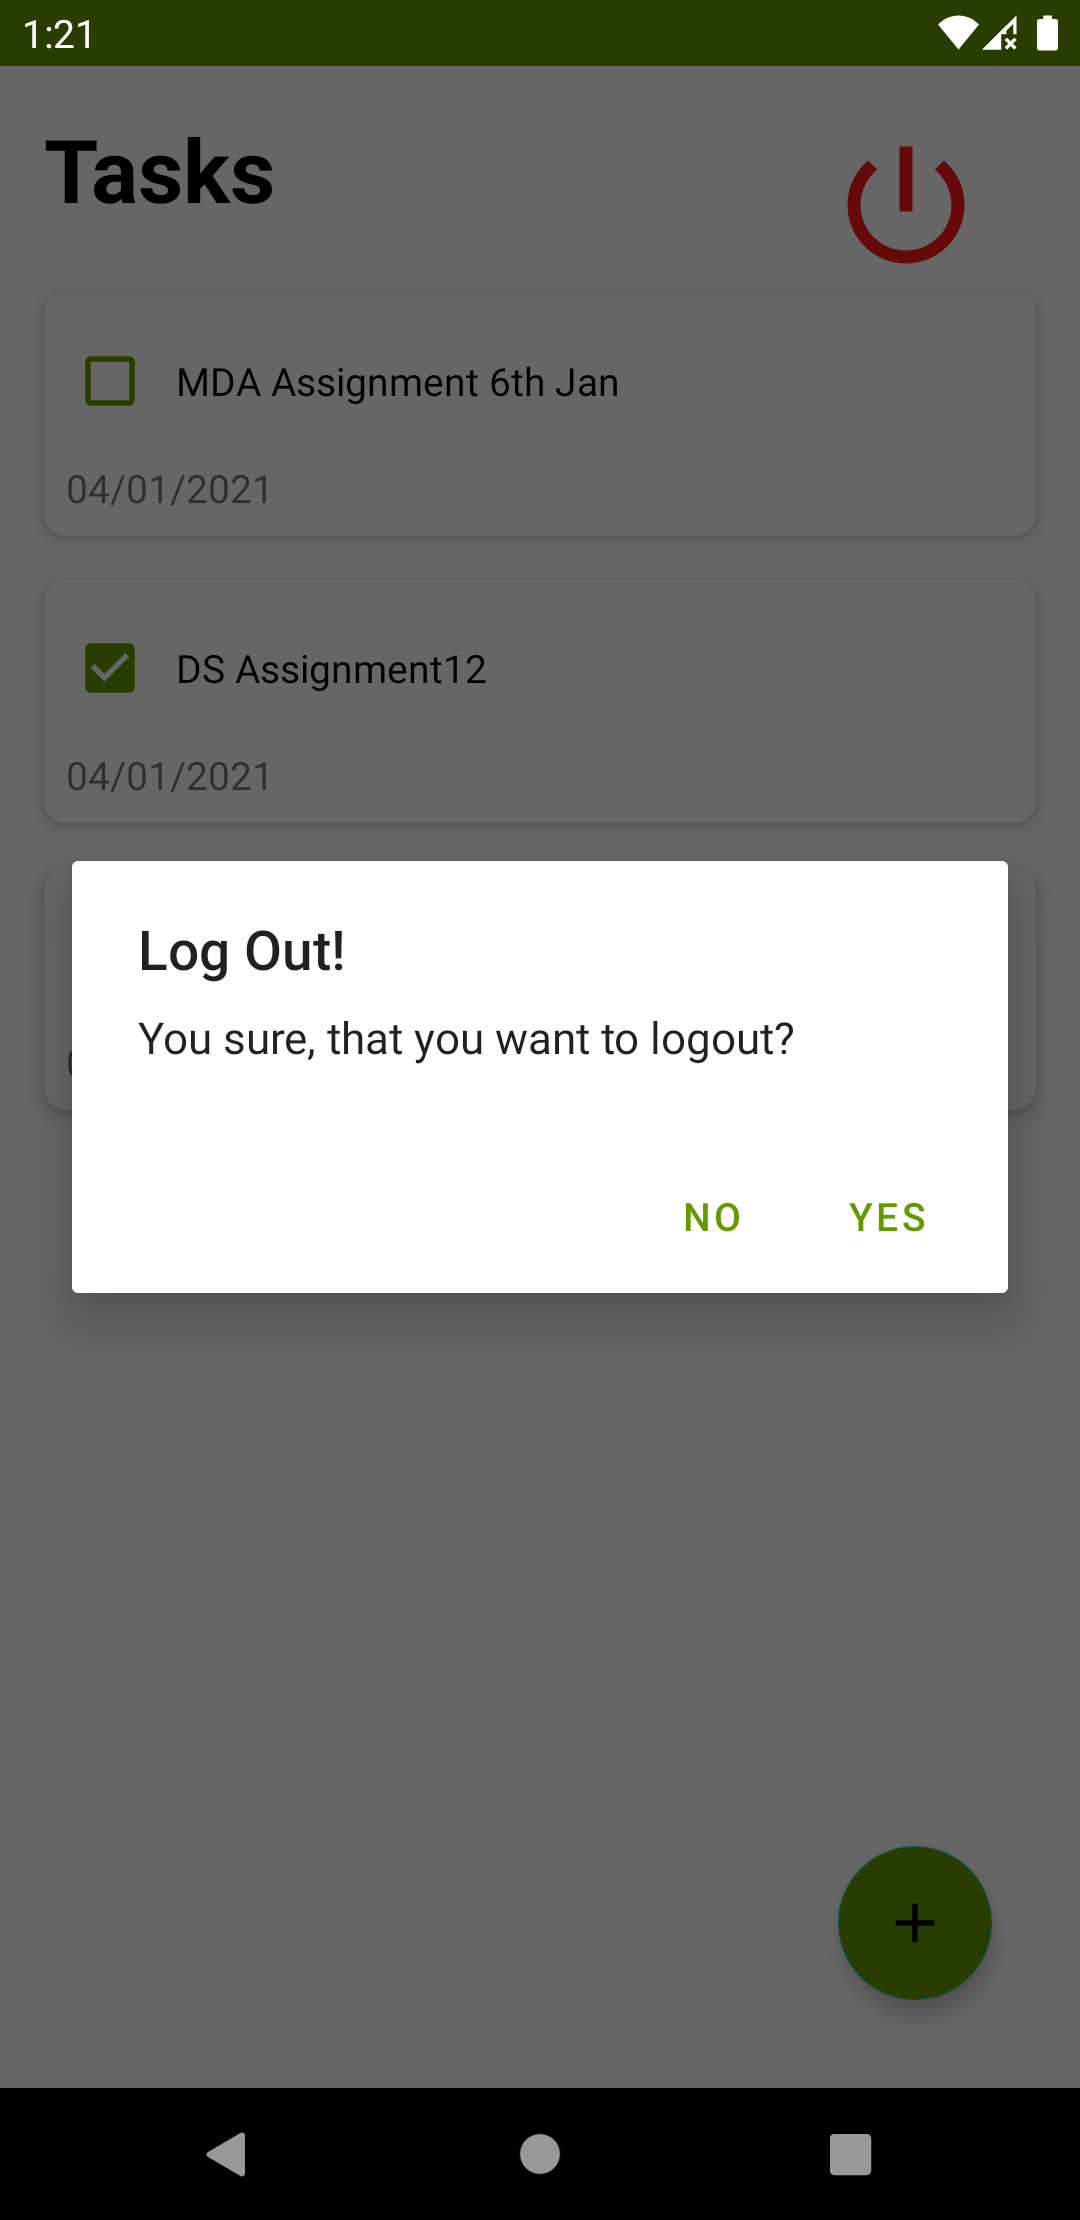 1:21
Tasks
MDA Assignment 6th Jan
04/01/2021
DS Assignment12
04/01/2021
Log Out!
You sure, that you want to logout?
NO YES